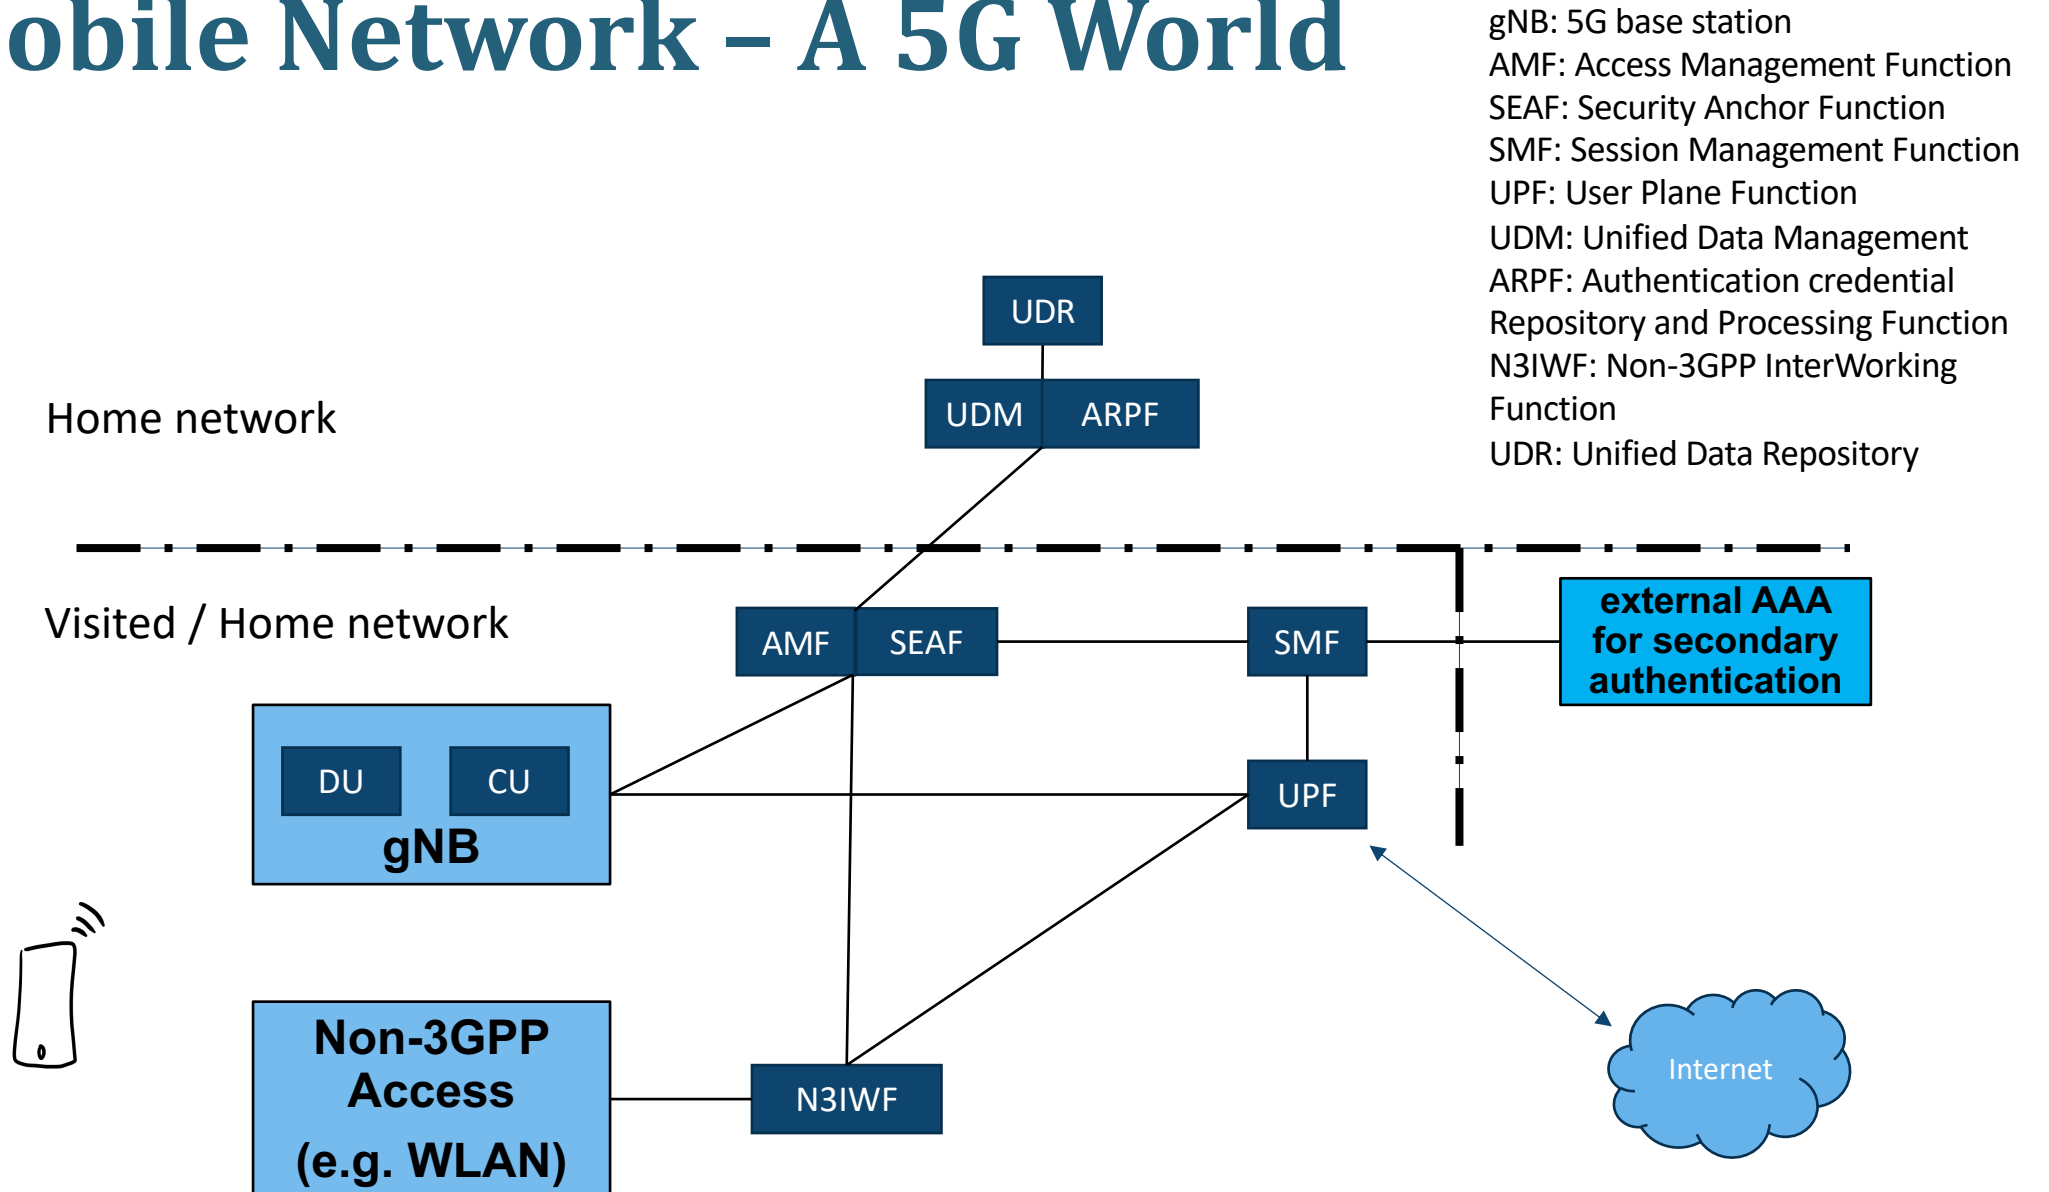 obile Network – A 5G World
gNB: 5G base station
AMF: Access Management Function
SEAF: Security Anchor Function
SMF: Session Management Function
UPF: User Plane Function
UDM: Unified Data Management
ARPF: Authentication credential
Repository and Processing Function
N3IWF: Non-3GPP InterWorking
Function
UDR: Unified Data Repository
UDR
Home network
UDM
ARPF
Visited / Home network
AMF
SEAF
SMF
external AAA
for secondary
authentication
DU
CU
gNB
UPF
Non-3GPP
Access
(e.g. WLAN)
N3IWF
Internet